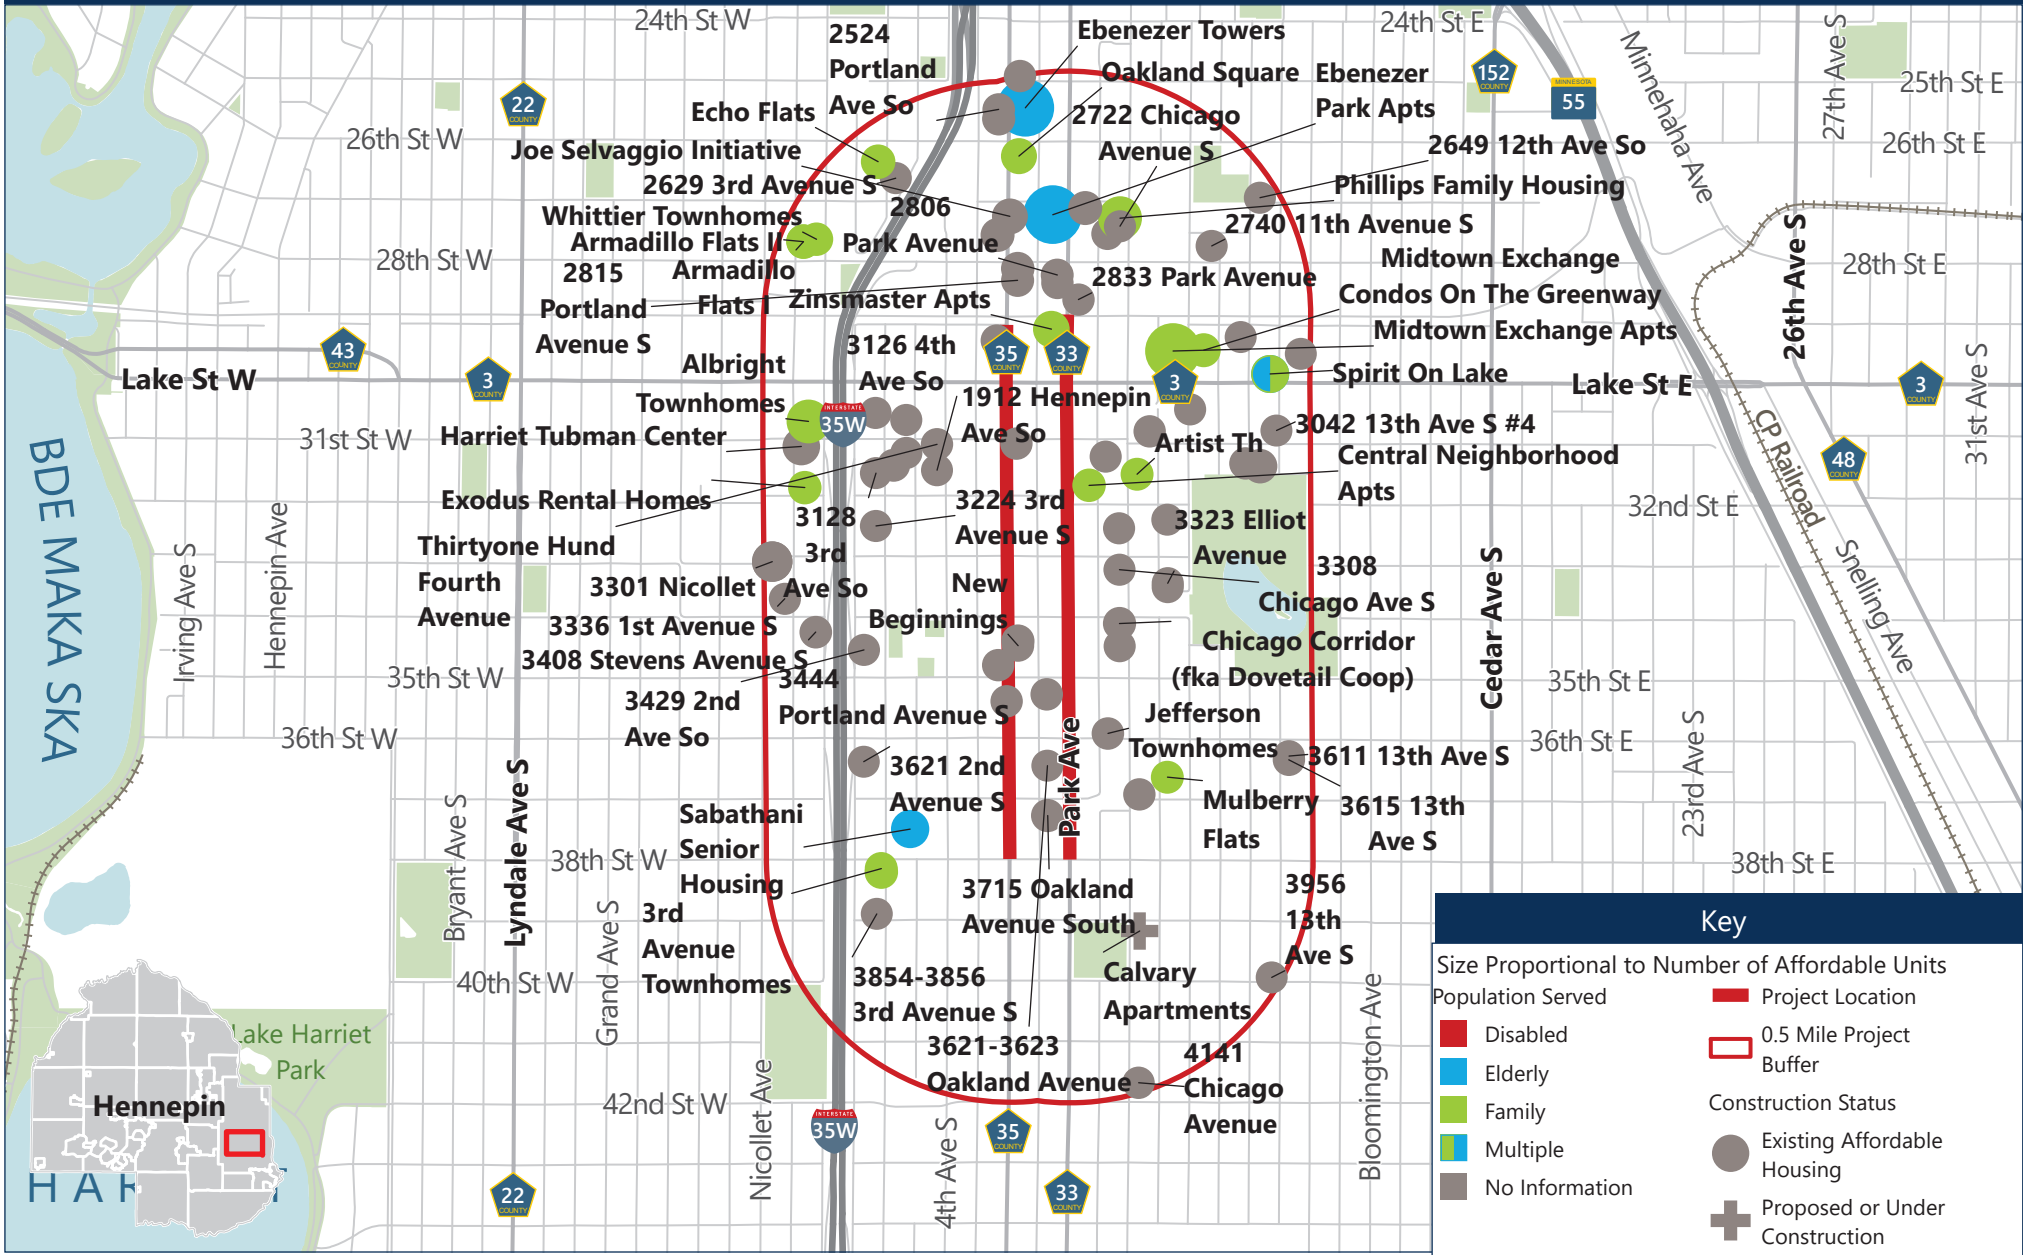 24th St W
2524
Portland
Ave So
Ebenezer Towers
Oakland Square
Ebenezer
Park Apts
24th St E
152
COUNTY
MINNESOTA
55
Minnehaha Ave
27th Ave S
25th St E
22
COUNTY
Echo Flats
2722 Chicago
Avenue S
26th St W
Joe Selvaggio Initiative
2649 12th Ave So
26th St E
2629 3rd Avenue S
Phillips Family Housing
Whittier Townhomes
2806
Park Avenue
2740 11th Avenue S
Armadillo Flats II
28th St W
2815
Portland
Avenue S
Armadillo
Flats I
Zinsmaster Apts
2833 Park Avenue
Midtown Exchange
Condos On The Greenway
Midtown Exchange Apts
26th Ave S
28th St E
43
COUNTY
3
COUNTY
Lake St W
Albright
Townhomes
3126 4th
Ave So
35
COUNTY
33
COUNTY
3
COUNTY
Spirit On Lake
Lake St E
3
COUNTY
31st Ave S
INTERSTATE
35W
1912 Hennepin
Ave So
31st St W
Harriet Tubman Center
Artist Th
3042 13th Ave S #4
Central Neighborhood
Apts
CP Railroad
48
COUNTY
BDE MAKA SKA
Exodus Rental Homes
3224 3rd
Avenue S
32nd St E
Irving Ave S
Hennepin Ave
Thirtyone Hund
Fourth
Avenue
3128
3rd
Ave So
3323 Elliot
Avenue
Cedar Ave S
Snelling Ave
3301 Nicollet
New
Beginnings
3308
Chicago Ave S
3336 1st Avenue S
3408 Stevens Avenue S
Chicago Corridor
(fka Dovetail Coop)
35th St W
3444
Portland Avenue S
35th St E
3429 2nd
Ave So
Jefferson
Townhomes
36th St W
Park Ave
36th St E
23rd Ave S
3611 13th Ave S
3621 2nd
Avenue S
Bryant Ave S
Lyndale Ave S
Sabathani
Senior
Housing
Mulberry
Flats
3615 13th
Ave S
38th St W
38th St E
3715 Oakland
Avenue South
3956
13th
Ave S
Grand Ave S
3rd
Avenue
Townhomes
40th St W
3854-3856
3rd Avenue S
Calvary
Apartments
Bloomington Ave
3621-3623
Oakland Avenue
4141
Chicago
Avenue
Lake Harriet
Park
Hennepin
42nd St W
Nicollet Ave
INTERSTATE
35W
4th Ave S
35
COUNTY
22
COUNTY
33
COUNTY
Key
Size Proportional to Number of Affordable Units
Population Served
Disabled
Elderly
Family
Multiple
No Information
Project Location
0.5 Mile Project
Buffer
Construction Status
Existing Affordable
Housing
Proposed or Under
Construction